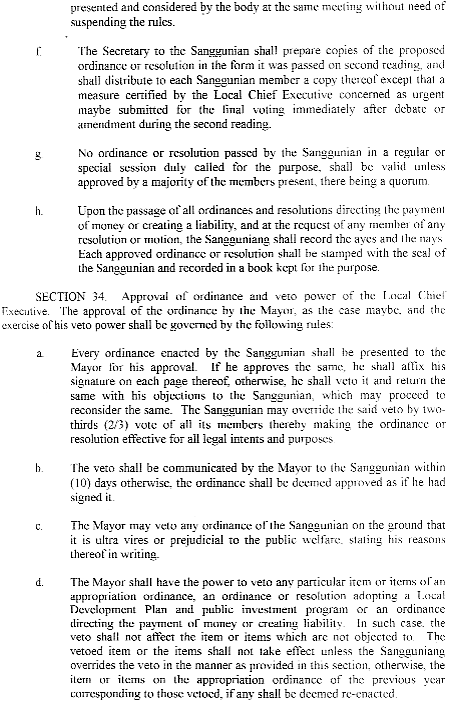 presented and considered by the body at the same meeting without need of
suspending the rules.
f. The Secretary to the Sanggunian shall prepare copies of the proposed
ordinance or resolution in the form it was passed on second reading, and
shall distribute to each Sanggunian member a copy thereof except that a
measure certified by the Local Chief Executive concerned as urgent
maybe submitted for the final voting immediately after debate or
amendment during the second reading.
g. No ordinance or resolution passed by the Sanggunian in a regular or
special session duly called for the purpose, shall be valid unless
approved by a majority of the members present, there being a quorum.
h. Upon the passage of all ordinances and resolutions directing the payment
of money or creating a liability, and at the request of any member of any
resolution or motion, the Sangguniang shall record the ayes and the nays.
Each approved ordinance or resolution shall be stamped with the seal of
the Sanggunian and recorded in a book kept for the purpose.
SECTION 34. Approval of ordinance and veto power of the Local Chief
Executive. The approval of the ordinance by the Mayor, as the case maybe, and the
exercise of his veto power shall be governed by the following rules:
a. Every ordinance enacted by the Sanggunian shall be presented to the
Mayor for his approval. If he approves the same, he shall affix his
signature on each page thereof, otherwise, he shall veto it and return the
same with his objections to the Sanggunian, which may proceed to
reconsider the same. The Sanggunian may override the said veto by two-
thirds (2/3) vote of all its members thereby making the ordinance or
resolution effective for all legal intents and purposes
b. The veto shall be communicated by the Mayor to the Sanggunian within
(10) days otherwise, the ordinance shall be deemed approved as if he had
signed it.
c. The Mayor may veto any ordinance of the Sanggunian on the ground that
it is ultra vires or prejudicial to the public welfare, stating his reasons
thereof in writing.
d. The Mayor shall have the power to veto any particular item or items of an
appropriation ordinance, an ordinance or resolution adopting a Local
Development Plan and public investment program or an ordinance
directing the payment of money or creating liability. In such case, the
veto shall not affect the item or items which are not objected to. The
vetoed item or the items shall not take effect unless the Sangguniang
overrides the veto in the manner as provided in this section, otherwise, the
item or items on the appropriation ordinance of the previous year
corresponding to those vetoed, if any shall be deemed re-enacted.